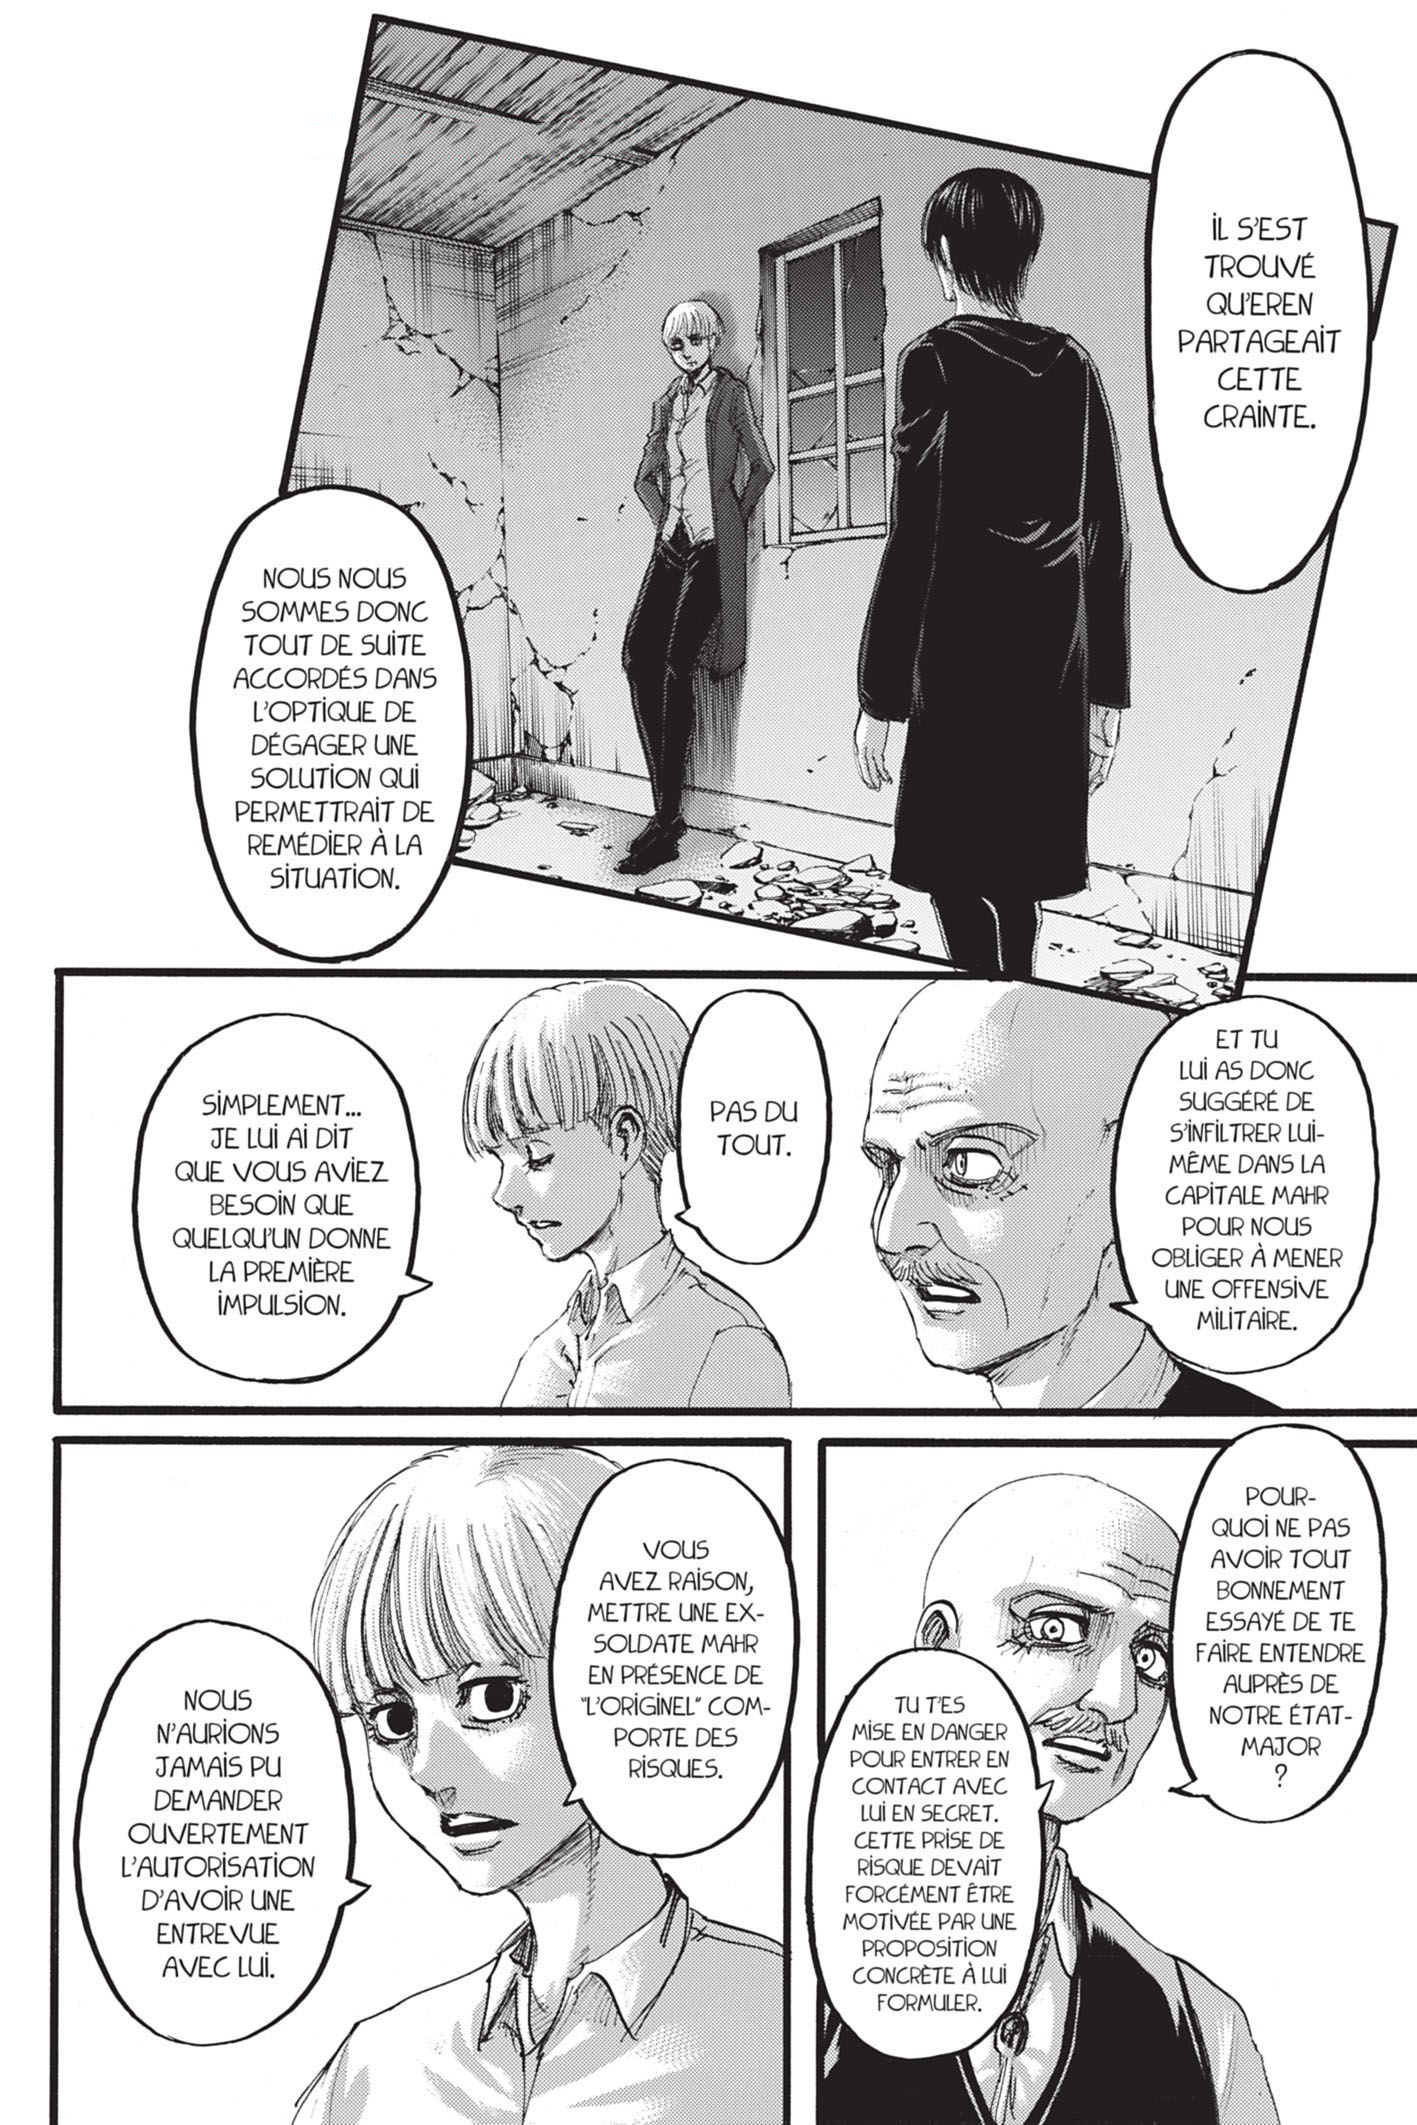 IL S'EST
TROUVÉ
QU'EREN
PARTAGEAIT
CETTE
CRAINTE.
NOUS NOUS
SOMMES DONC
TOUT DE SUITE
ACCORDÉS DANS
L'OPTIQUE DE
DÉGAGER UNE
SOLUTION QUI
PERMETTRAIT DE
REMÉDIER À LA
SITUATION.
ET TU
LUI AS DONC
SUGGÉRÉ DE
S'INFILTRER LUI-
MÊME DANS LA
CAPITALE MAHR
POUR NOUS
OBLIGER À MENER
UNE OFFENSIVE
MILITAIRE.
PAS DU
TOUT.
SIMPLEMENT...
JE LUI AI DIT
QUE VOUS AVIEZ
BESOIN QUE
QUELQU'UN DONNE
LA PREMIÈRE
IMPULSION.
POUR-
QUOI NE PAS
AVOIR TOUT
BONNEMENT
ESSAYÉ DE TE
FAIRE ENTENDRE
AUPRÈS DE
NOTRE ÉTAT-
MAJOR
?
TU T'ES
MISE EN DANGER
POUR ENTRER EN
CONTACT AVEC
LUI EN SECRET.
CETTE PRISE DE
RISQUE DEVAIT
FORCÉMENT ÊTRE
MOTIVÉE PAR UNE
PROPOSITION
CONCRÈTE À LUI
FORMULER.
VOUS
AVEZ RAISON,
METTRE UNE EX-
SOLDATE MAHR
EN PRÉSENCE DE
"L'ORIGINEL" COM-
PORTE DES
RISQUES.
NOUS
N'AURIONS
JAMAIS PU
DEMANDER
OUVERTEMENT
L'AUTORISATION
D'AVOIR UNE
ENTREVUE
AVEC LUI.